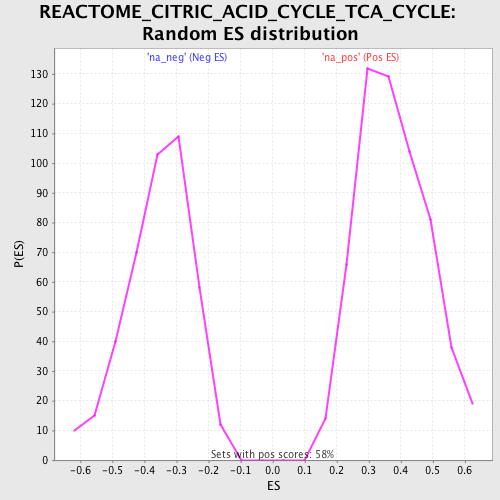 REACTOME_CITRIC_ACID_CYCLE_TCA_CYCLE:
Random ES distribution
'na_neg' (Neg ES)
'na_pos' (Pos ES)
130
120
110
100
90
80
70
60
50
40
30
20
10
0
P(ES)
Sets with pos scores: 58%
-0.6 -0.5 -0.4 -0.3 -0.2 -0.1 0.0 0.1 0.2 0.3 0.4 0.5 0.6
ES